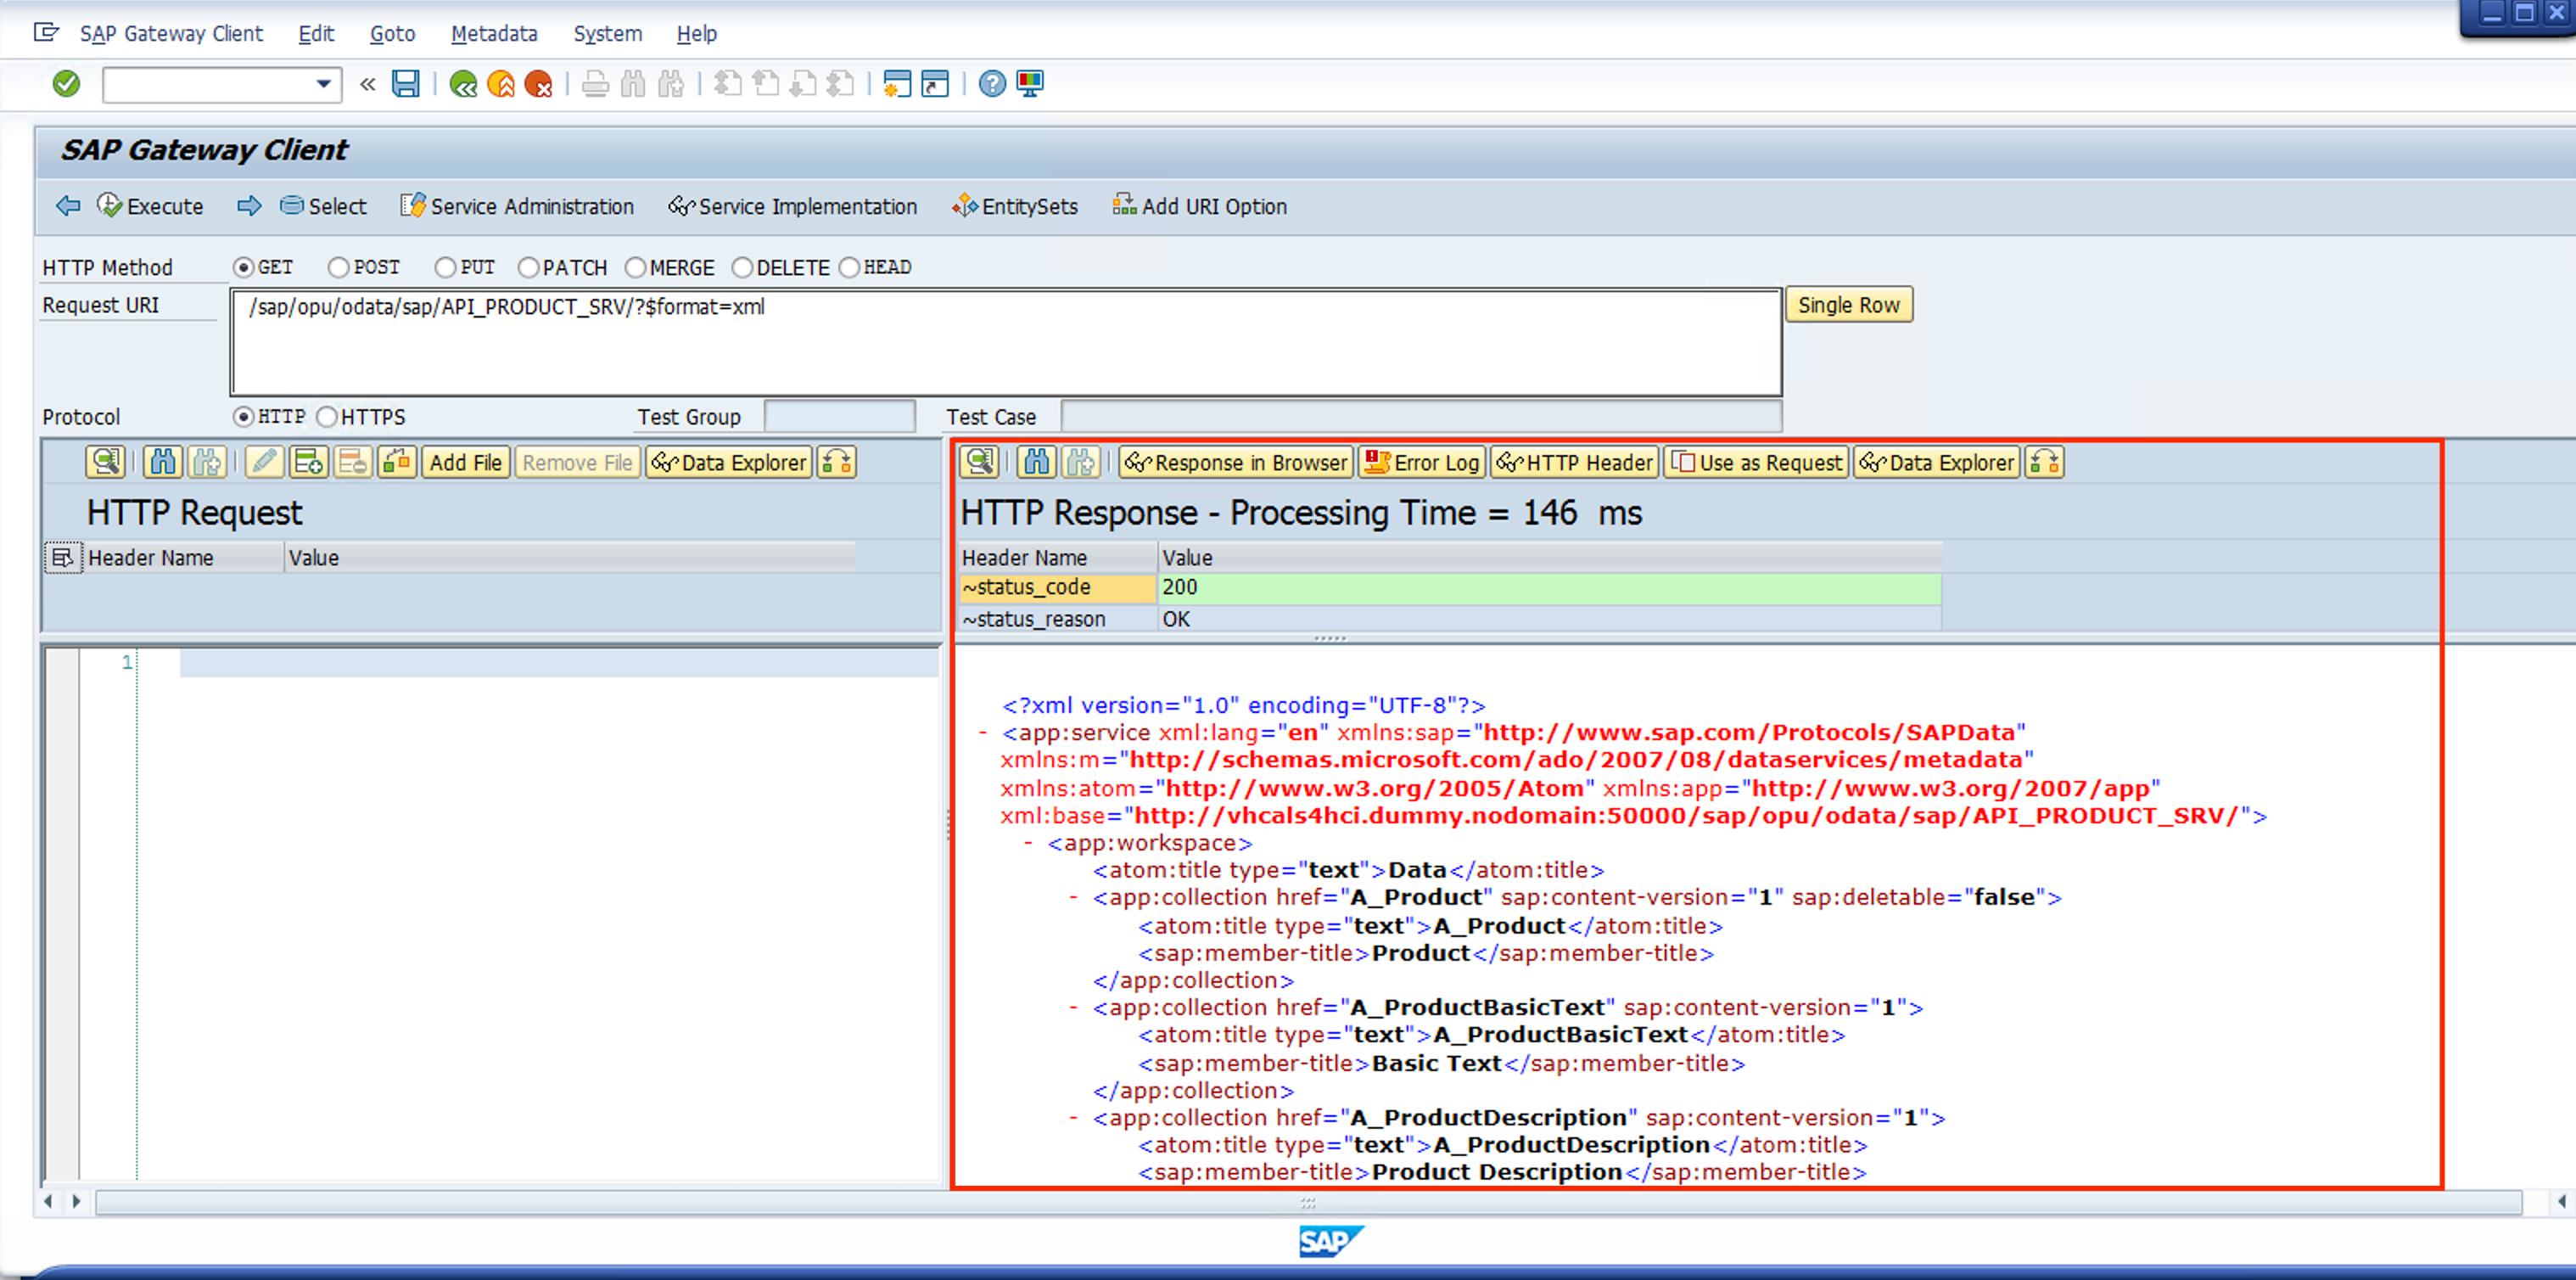 SAP Gateway Client Edit Goto Metadata System Help
SAP Gateway Client
Execute Select Service Administration Service Implementation EntitySets Add URI Option
HTTP Method GET POST PUT PATCH MERGE DELETE HEAD
Request URI /sap/opu/odata/sap/API_PRODUCT_SRV/?$format=xml Single Row
Protocol HTTP HTTPS Test Group Test Case
Add File Remove File Data Explorer
HTTP Request
Header Name Value
1
Response in Browser Error Log HTTP Header Use as Request Data Explorer
HTTP Response - Processing Time = 146 ms
Header Name Value
~status_code 200
~status_reason OK
<?xml version="1.0" encoding="UTF-8"?>
- <app:service xml:lang="en" xmlns:sap="http://www.sap.com/Protocols/SAPData"
xmlns:m="http://schemas.microsoft.com/ado/2007/08/dataservices/metadata"
xmlns:atom="http://www.w3.org/2005/Atom" xmlns:app="http://www.w3.org/2007/app"
xml:base="http://vhcals4hci.dummy.nodomain:50000/sap/opu/odata/sap/API_PRODUCT_SRV/">
- <app:workspace>
<atom:title type="text">Data</atom:title>
- <app:collection href="A_Product" sap:content-version="1" sap:deletable="false">
<atom:title type="text">A_Product</atom:title>
<sap:member-title>Product</sap:member-title>
</app:collection>
- <app:collection href="A_ProductBasicText" sap:content-version="1">
<atom:title type="text">A_ProductBasicText</atom:title>
<sap:member-title>Basic Text</sap:member-title>
</app:collection>
- <app:collection href="A_ProductDescription" sap:content-version="1">
<atom:title type="text">A_ProductDescription</atom:title>
<sap:member-title>Product Description</sap:member-title>
SAP